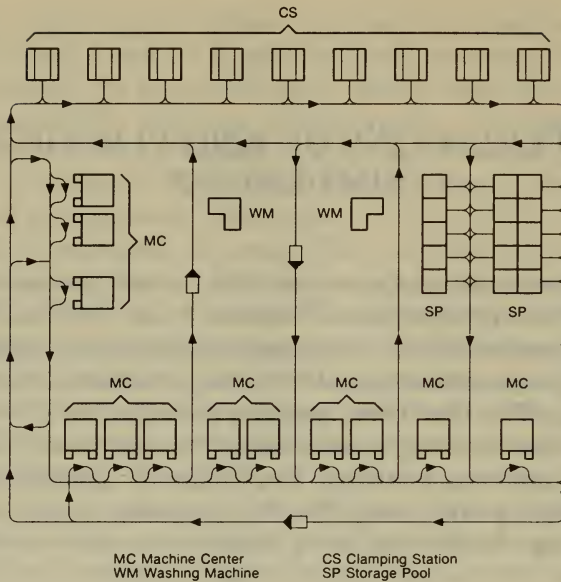 CS
WM WM
MC
SP SP
MC MC MC MC MC
MC Machine Center CS Clamping Station
WM Washing Machine SP Storage Pool